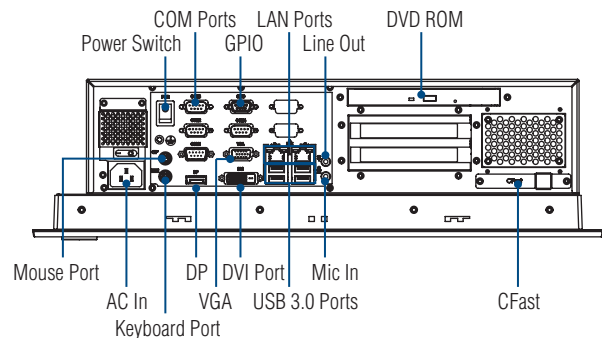 COM Ports LAN Ports DVD ROM
Power Switch GPIO Line Out
CFast
Mouse Port DP DVI Port Mic In
AC In VGA USB 3.0 Ports CFast
Keyboard Port